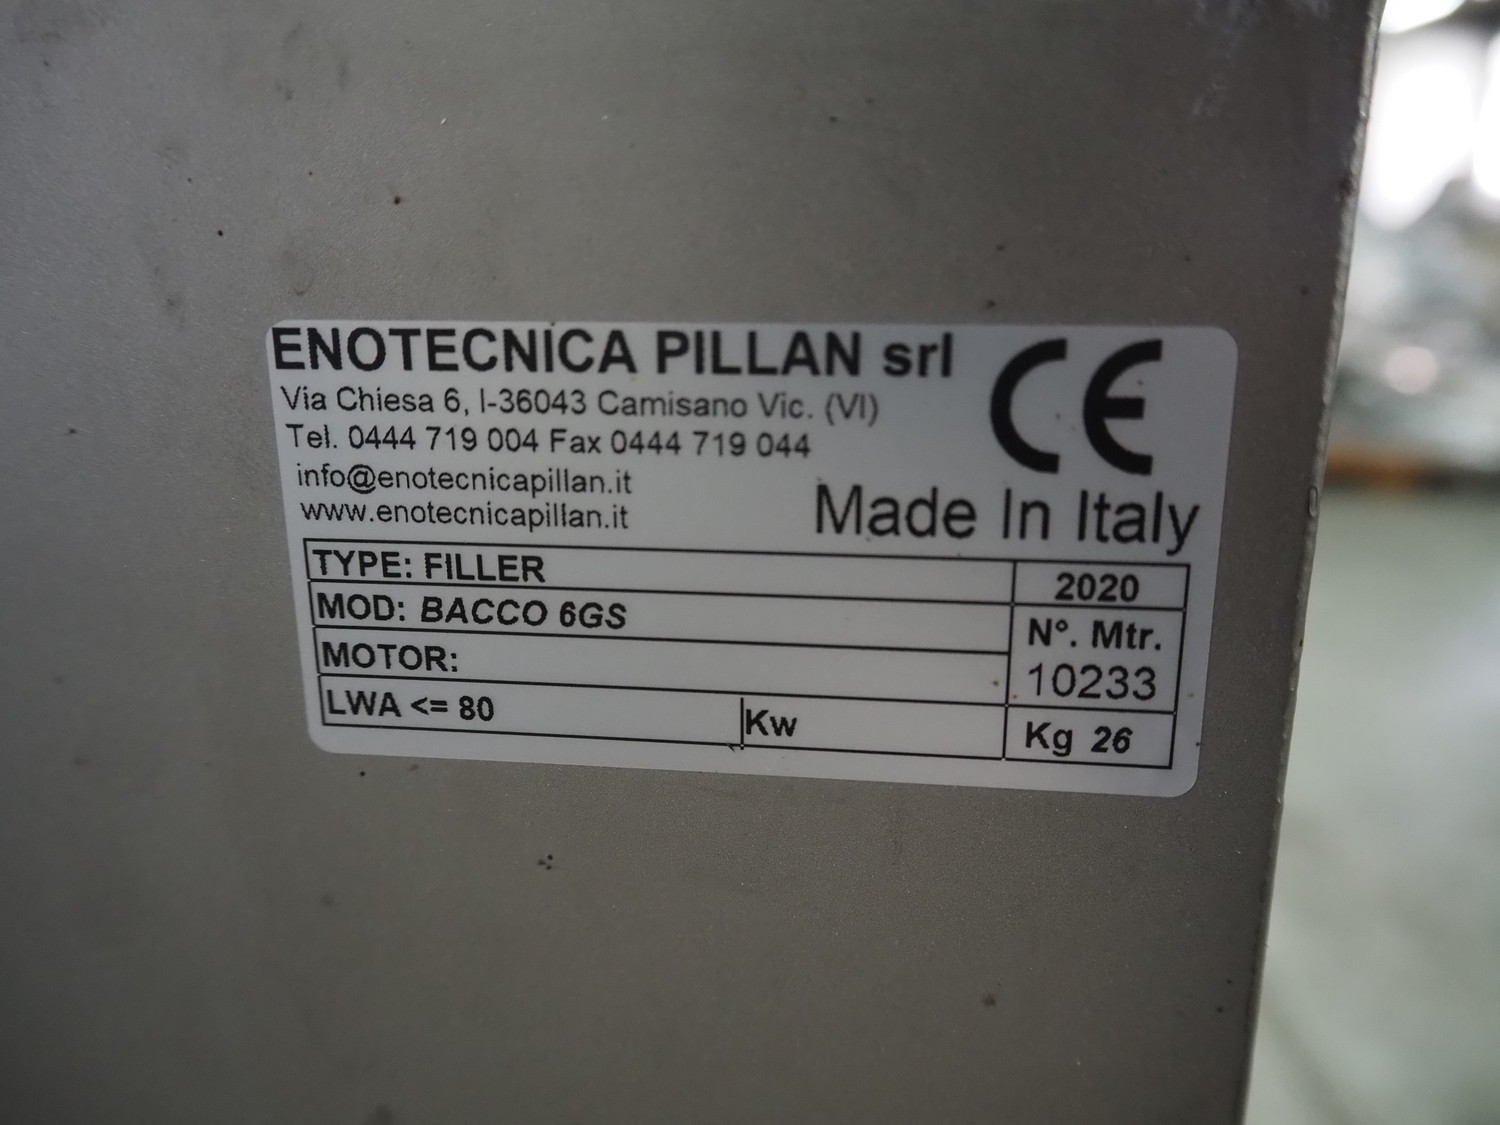 ENOTECNICA PILLAN srl
Via Chiesa 6, I-36043 Camisano Vic. (VI)
Tel. 0444 719 004 Fax 0444 719 044
info@enotecnicapillan.it
www.enotecnicapillan.it
CE
Made In Italy
TYPE: FILLER
2020
MOD: BACCO 6GS
N°. Mtr.
10233
MOTOR:
LWA <= 80
Kw
Kg 26